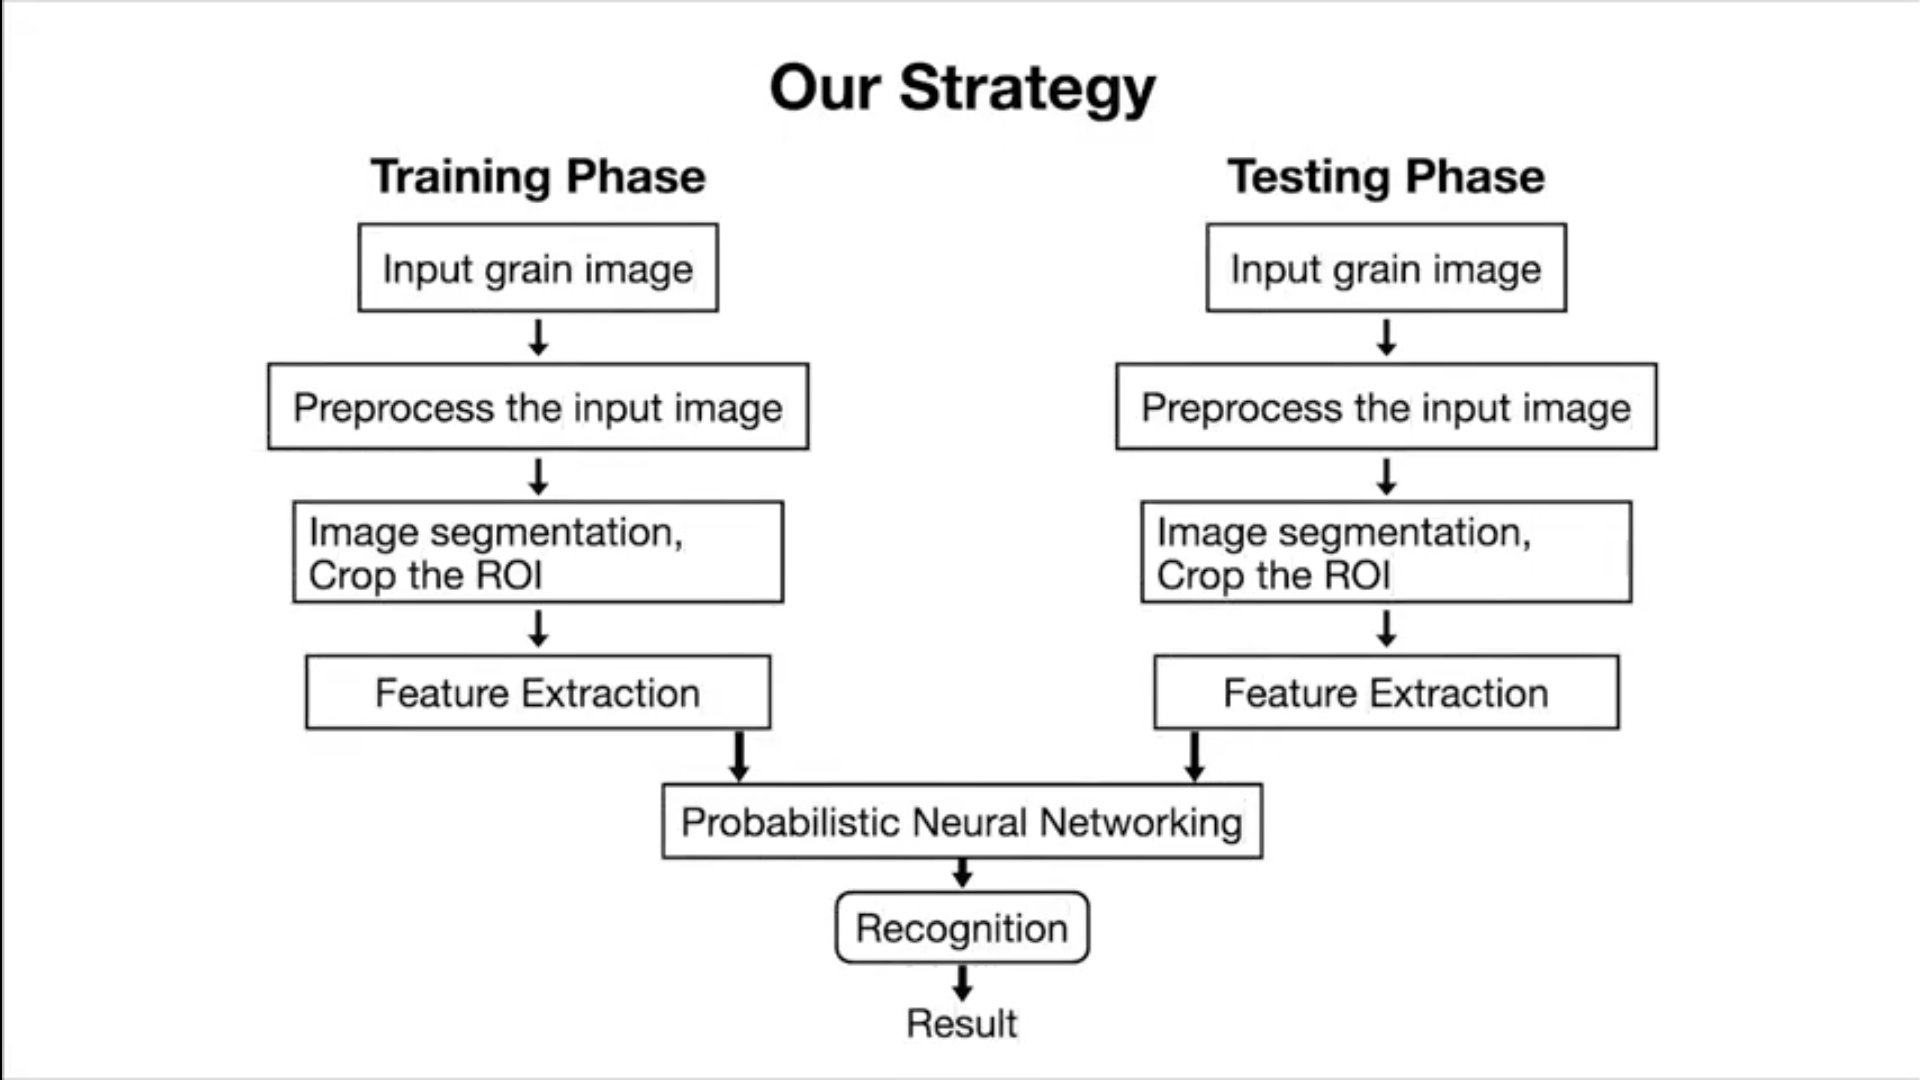 Our Strategy
Training Phase
Input grain image
Preprocess the input image
Image segmentation,
Crop the ROI
Feature Extraction
Testing Phase
Input grain image
Preprocess the input image
Image segmentation,
Crop the ROI
Feature Extraction
Probabilistic Neural Networking
Recognition
Result